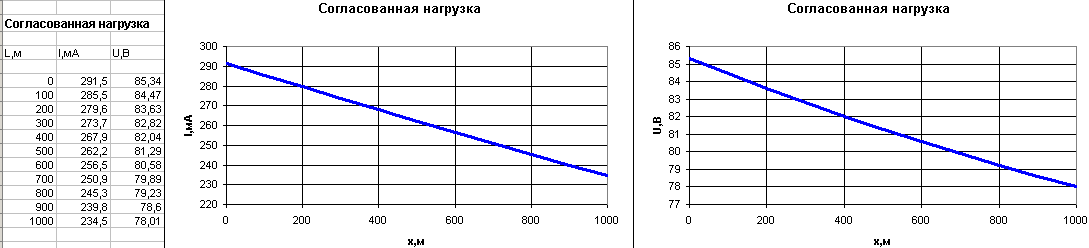 Согласованная нагрузка
L,м I,мА U,В
0 291,5 85,34
100 285,5 84,47
200 279,6 83,63
300 273,7 82,82
400 267,9 82,04
500 262,2 81,29
600 256,5 80,58
700 250,9 79,89
800 245,3 79,23
900 239,8 78,6
1000 234,5 78,01
Согласованная нагрузка
I,мА
300
290
280
270
260
250
240
230
220
0 200 400 600 800 1000
x,м
Согласованная нагрузка
U,В
86
85
84
83
82
81
80
79
78
77
0 200 400 600 800 1000
x,м